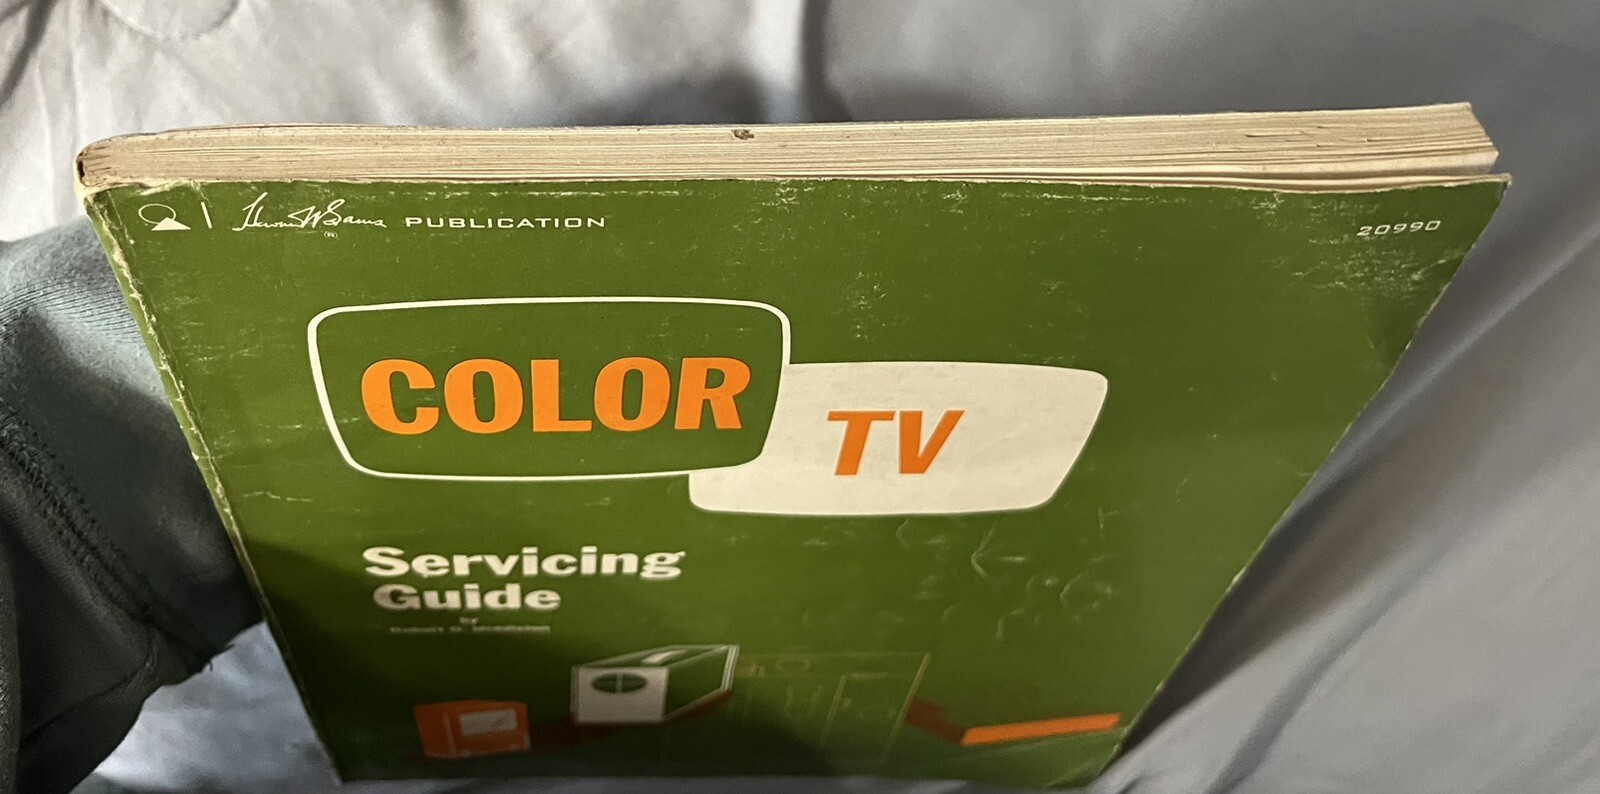 Howard W. Sams PUBLICATION
(R)
20990
COLOR
TV
Servicing
Guide
by